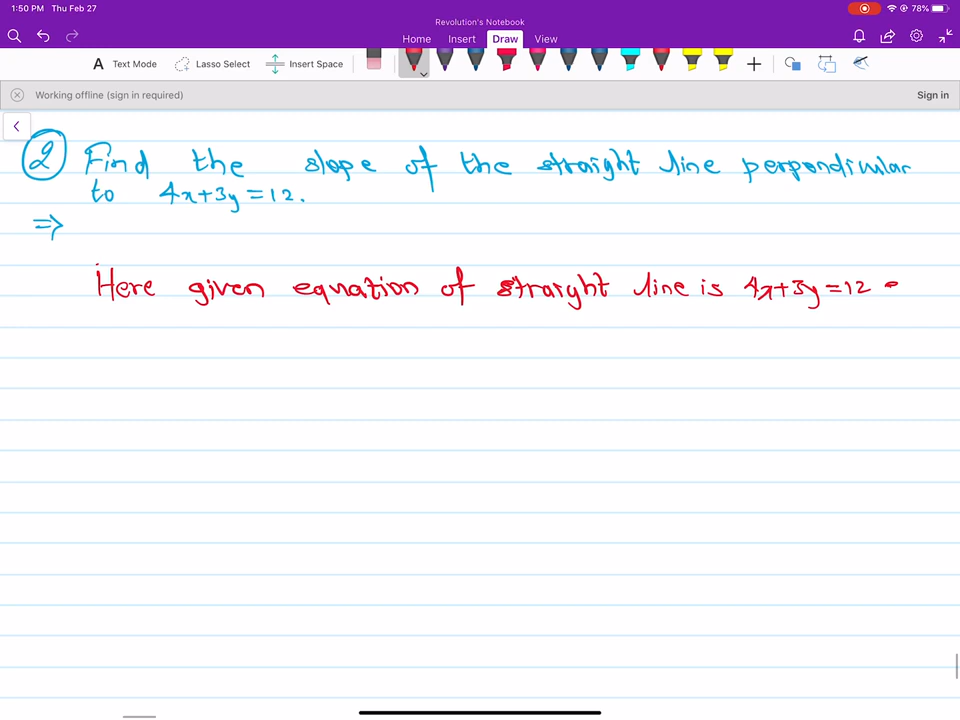 1:50 PM Thu Feb 27
78%
Revolution's Notebook
Home Insert Draw View
Text Mode Lasso Select Insert Space
Working offline (sign in required) Sign in
2 Find the slope of the straight line perpendicular
to 4x+3y=12.
⇒
Here given equation of straight line is 4x+3y=12